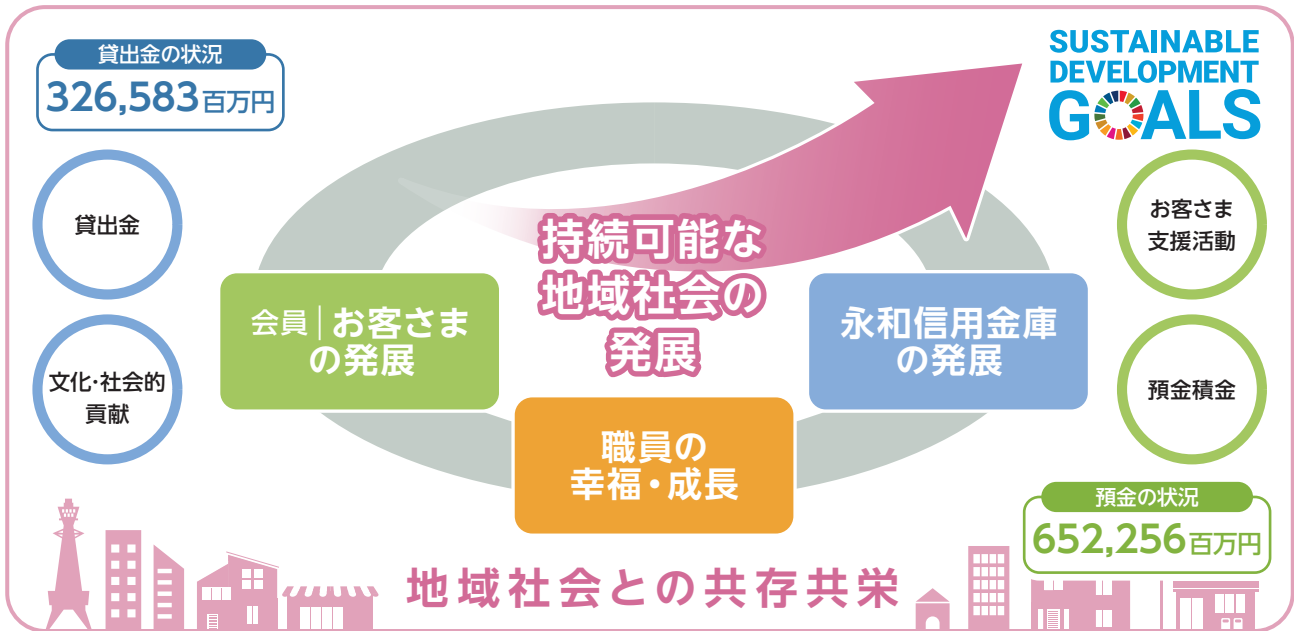 貸出金の状況
326,583百万円
SUSTAINABLE
DEVELOPMENT
GOALS
貸出金
文化・社会的
貢献
お客さま
支援活動
預金積金
持続可能な
地域社会の
発展
会員|お客さま
の発展
永和信用金庫
の発展
職員の
幸福・成長
預金の状況
652,256百万円
地域社会との共存共栄